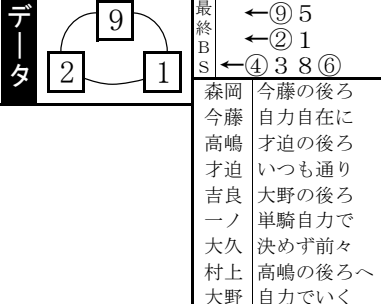 データ
9
2 1
最終BS
←⑨5
←②1
←④38⑥
森岡 今藤の後ろ
今藤 自力自在に
高嶋 才迫の後ろ
才迫 いつも通り
吉良 大野の後ろ
一ノ 単騎自力で
大久 決めず前々
村上 高嶋の後ろへ
大野 自力でいく